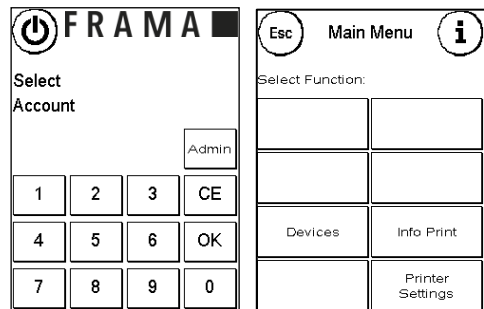 FRAMA
Select
Account
Admin
1 2 3 CE
4 5 6 OK
7 8 9 0
Esc Main Menu i
Select Function:
Devices Info Print
Printer
Settings